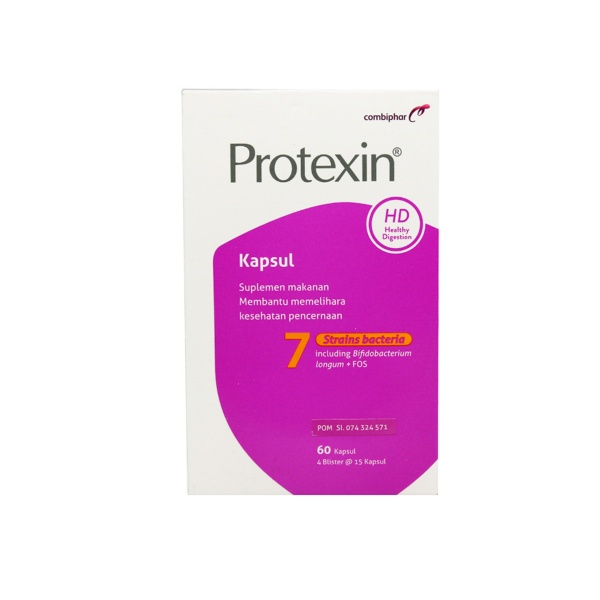 combiphar
Protexin®
HD
Healthy
Digestion
Kapsul
Suplemen makanan
Membantu memelihara
kesehatan pencernaan
7 Strains bacteria
including Bifidobacterium
longum + FOS
POM SI. 074 324 571
60 Kapsul
4 Blister @ 15 Kapsul